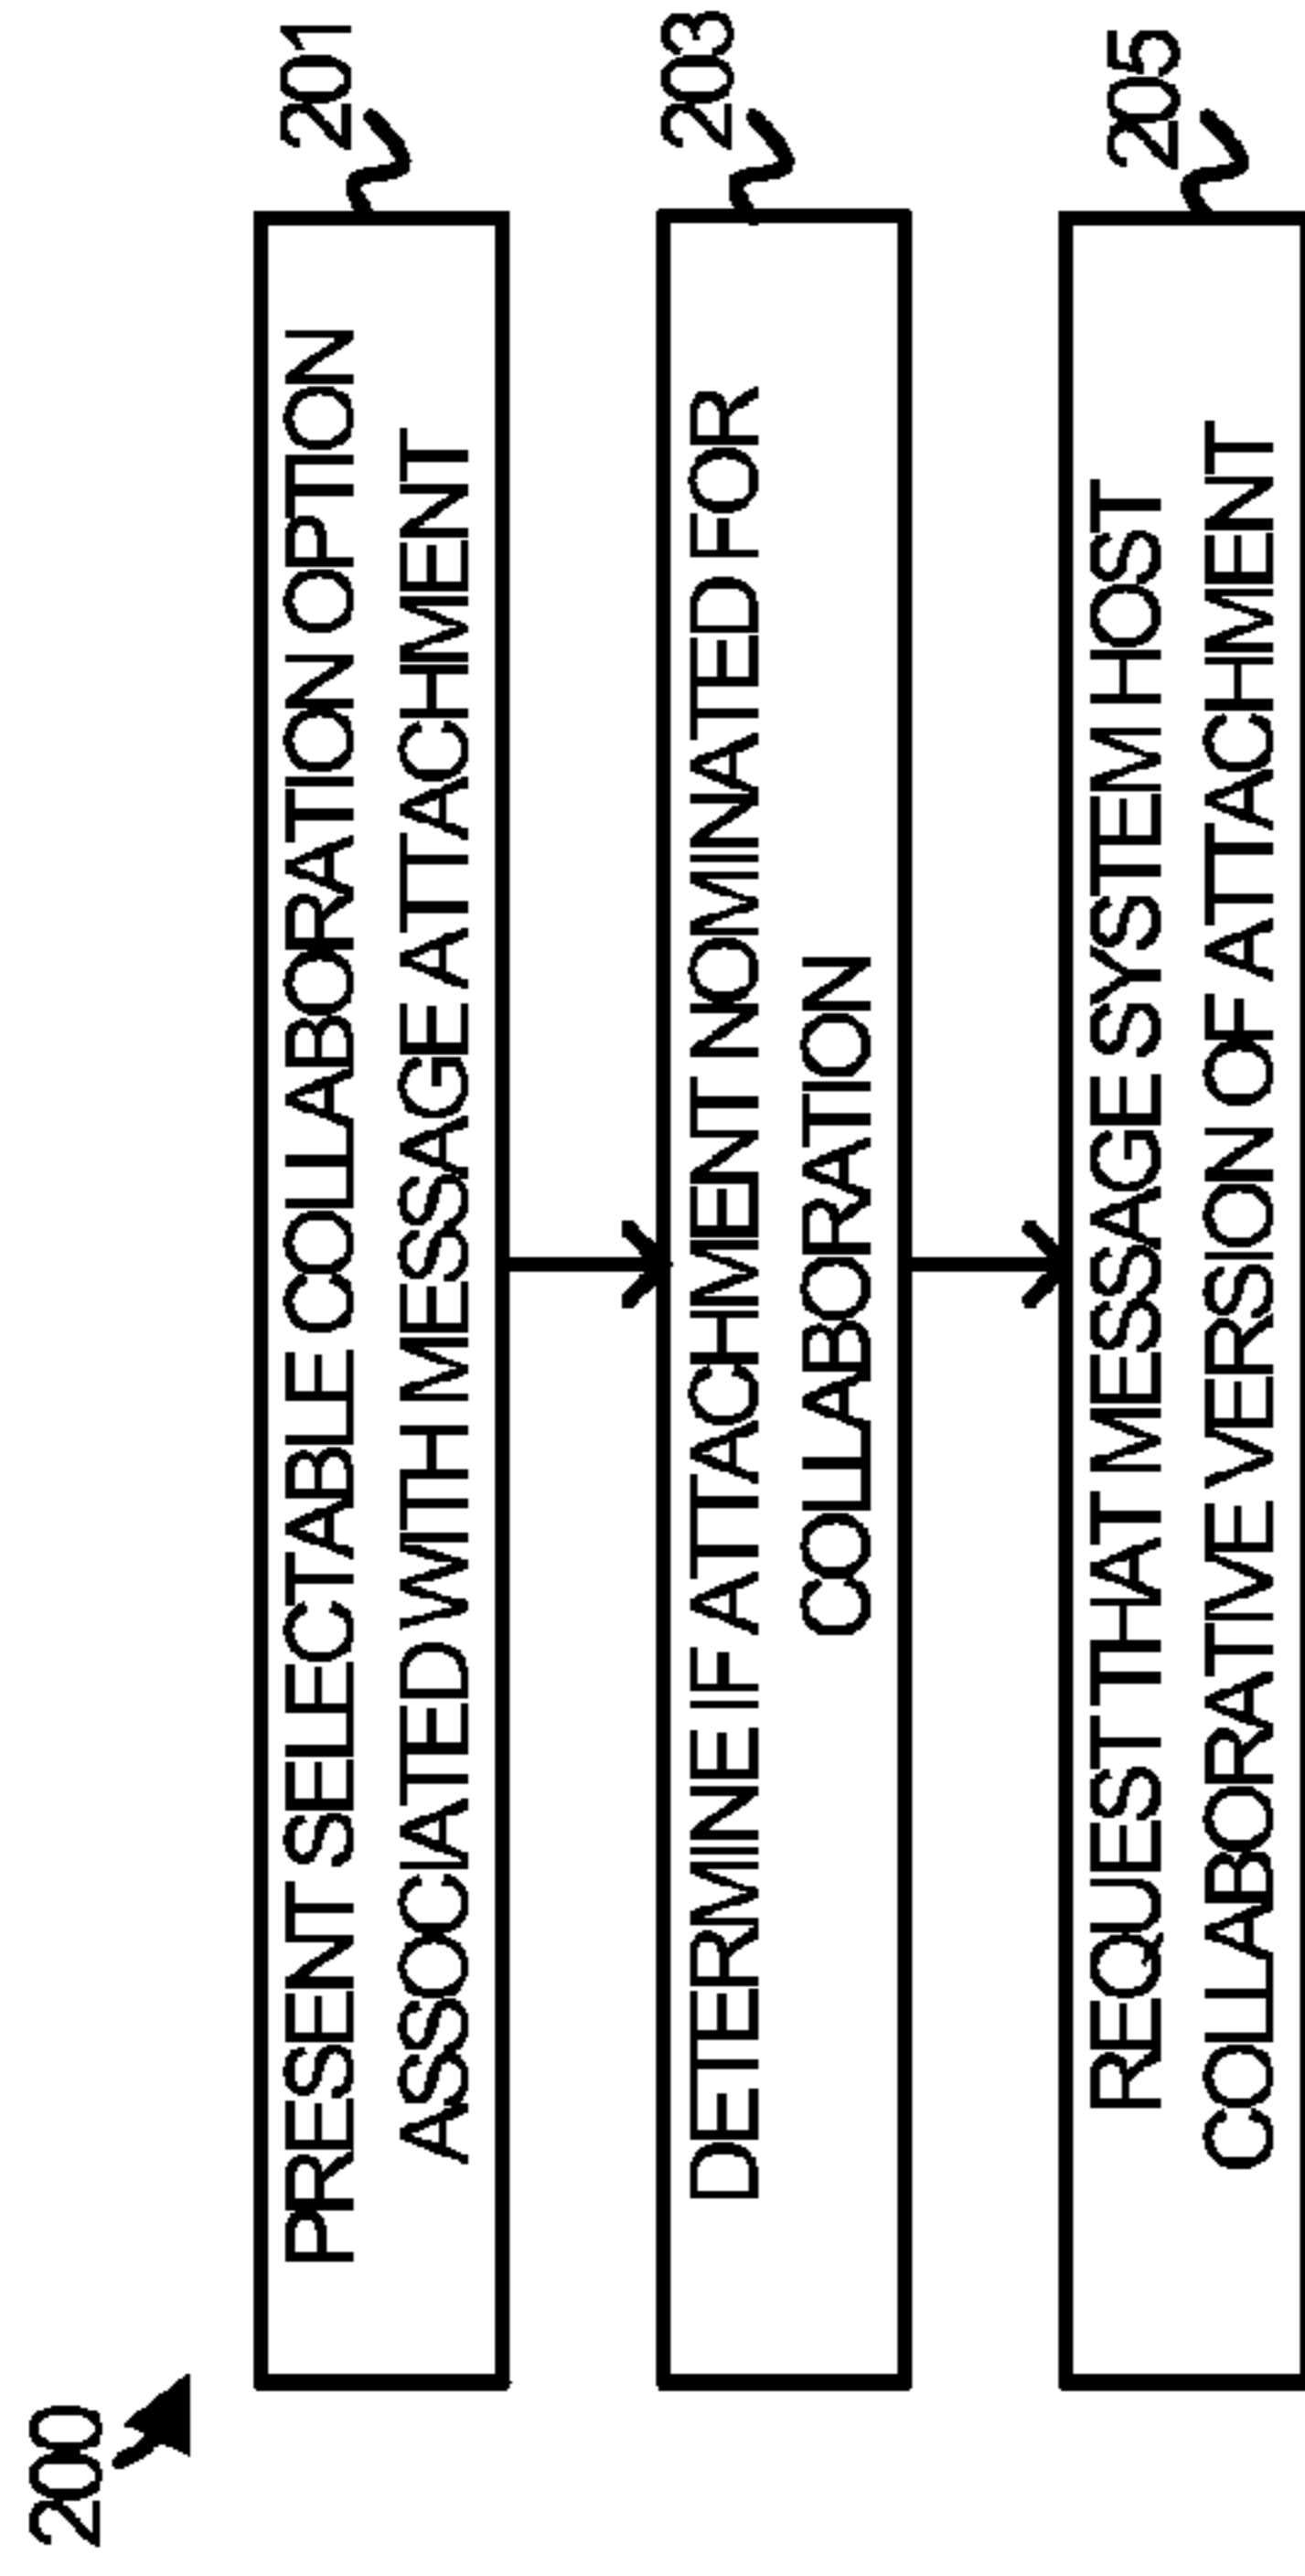 200
PRESENT SELECTABLE COLLABORATION OPTION
ASSOCIATED WITH MESSAGE ATTACHMENT
201
DETERMINE IF ATTACHMENT NOMINATED FOR
COLLABORATION
203
REQUEST THAT MESSAGE SYSTEM HOST
COLLABORATIVE VERSION OF ATTACHMENT
205